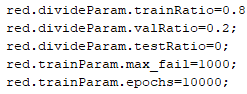 red.divideParam.trainRatio=0.8
red.divideParam.valRatio=0.2;
red.divideParam.testRatio=0;
red.trainParam.max_fail=1000;
red.trainParam.epochs=10000;